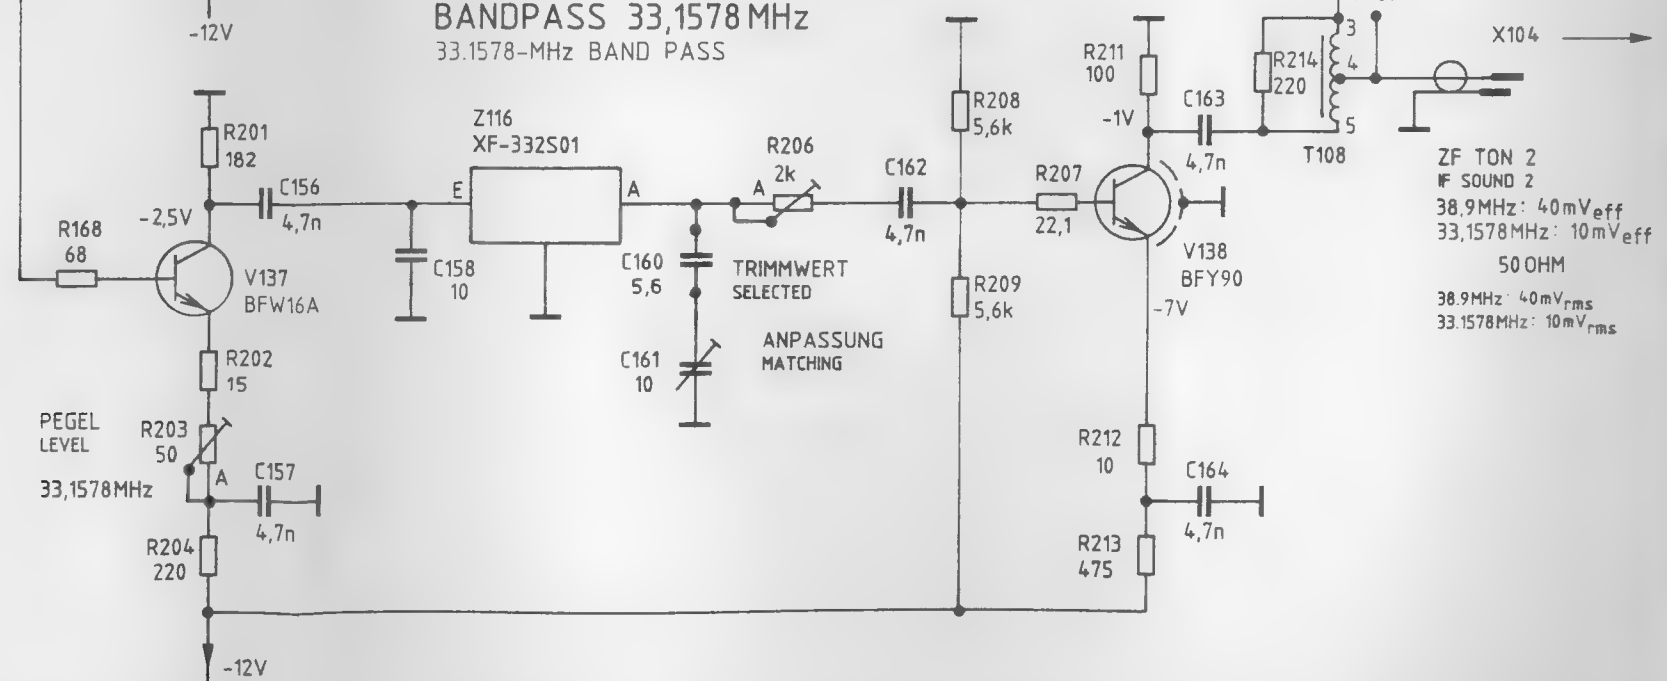 -12V
BANDPASS 33,1578 MHz
33.1578-MHz BAND PASS
R201
182
-2,5V
C156
4,7n
R168
68
V137
BFW16A
R202
15
PEGEL
LEVEL
33,1578MHz
R203
50
A
C157
4,7n
R204
220
-12V
Z116
XF-332S01
E
A
C158
10
C160
5,6
TRIMMWERT
SELECTED
C161
10
ANPASSUNG
MATCHING
R206
2k
A
C162
4,7n
R208
5,6k
R209
5,6k
R207
22,1
R211
100
-1V
C163
4,7n
V138
BFY90
-7V
R212
10
C164
4,7n
R213
475
R214
220
3
4
5
T108
X104
ZF TON 2
IF SOUND 2
38,9MHz: 40mVeff
33,1578MHz: 10mVeff
50 OHM
38.9MHz: 40mVrms
33.1578MHz: 10mVrms